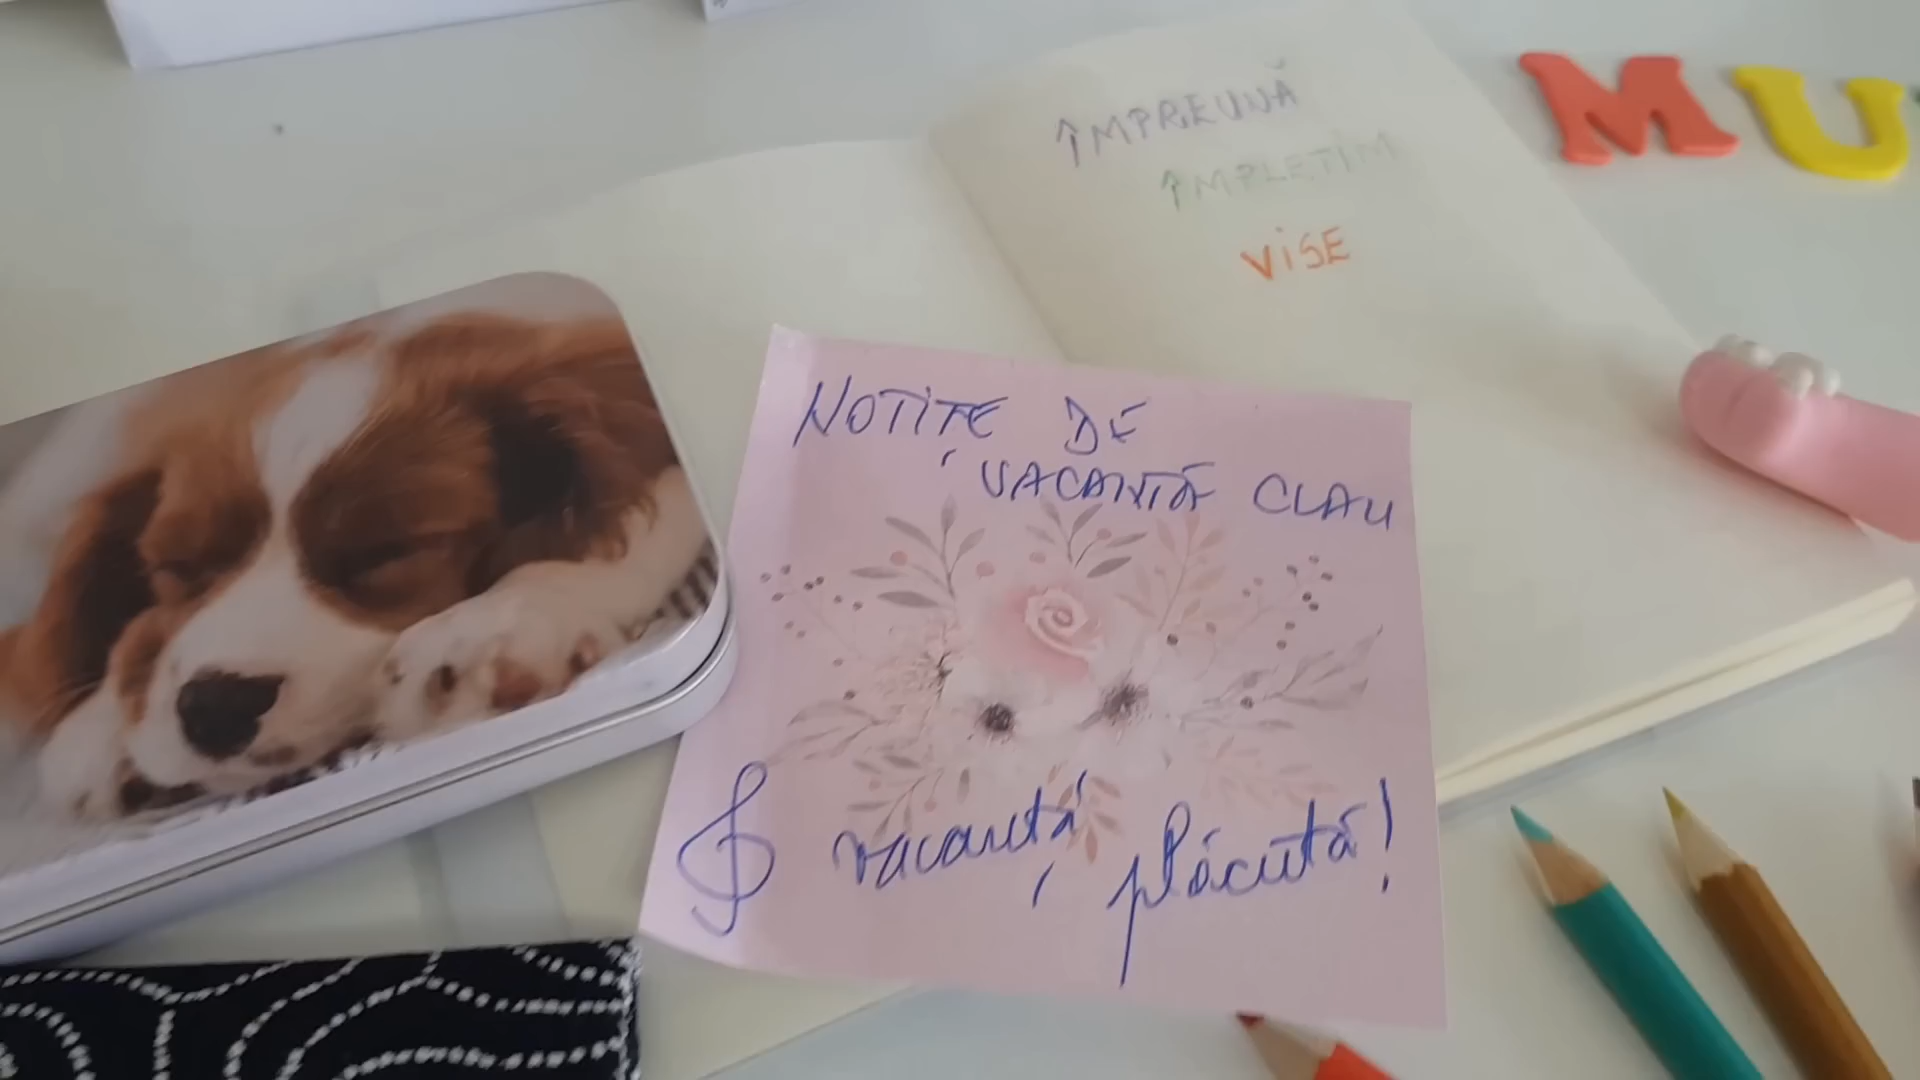 ÎMPREUNĂ
ÎMPLETIM
VISE
MU
NOTIȚE DE
VACANȚĂ CLAU
vacanță plăcută!